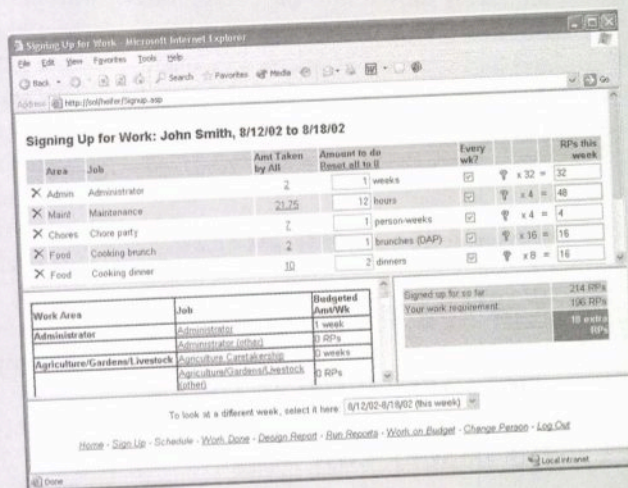 Signing Up for Work - Microsoft Internet Explorer
File Edit View Favorites Tools Help
Back Search Favorites Media
Address http://ool/heifer/Signup.asp Go
Signing Up for Work: John Smith, 8/12/02 to 8/18/02
Area Job Amt Taken by All Amount to do Reset all to 0 Every wk? RPs this week
Admin Administrator 2 1 weeks x 32 = 32
Maint Maintenance 21.75 12 hours x 4 = 48
Chores Chore party 7 1 person-weeks x 4 = 4
Food Cooking brunch 2 1 brunches (DAP) x 16 = 16
Food Cooking dinner 10 2 dinners x 8 = 16
Work Area Job Budgeted Amt/Wk
Administrator Administrator 1 week
Administrator (other) 0 RPs
Agriculture/Gardens/Livestock Agriculture Caretakership 0 weeks
Agriculture/Gardens/Livestock (other) 0 RPs
Signed up for so far 214 RPs
Your work requirement 196 RPs
18 extra RPs
To look at a different week, select it here 8/12/02-8/18/02 (this week)
Home - Sign Up - Schedule - Work Done - Design Report - Run Reports - Work on Budget - Change Person - Log Out
Done Local intranet